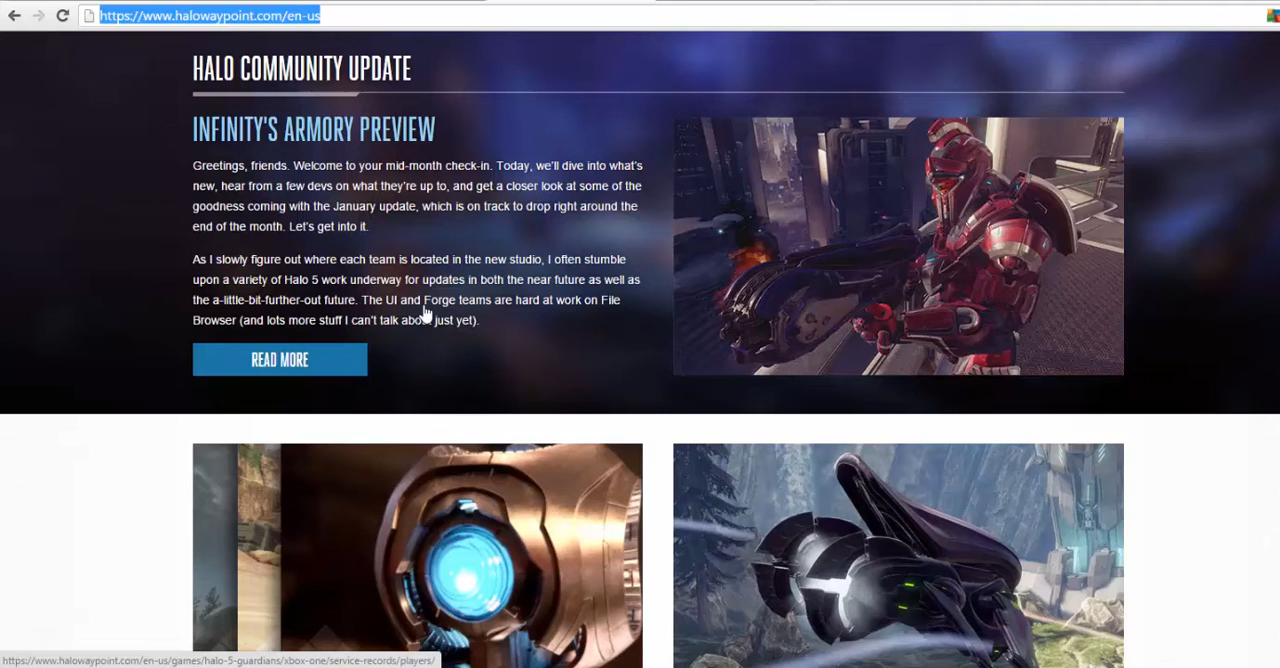 https://www.halowaypoint.com/en-us
HALO COMMUNITY UPDATE
INFINITY'S ARMORY PREVIEW
Greetings, friends. Welcome to your mid-month check-in. Today, we'll dive into what's
new, hear from a few devs on what they're up to, and get a closer look at some of the
goodness coming with the January update, which is on track to drop right around the
end of the month. Let's get into it.
As I slowly figure out where each team is located in the new studio, I often stumble
upon a variety of Halo 5 work underway for updates in both the near future as well as
the a-little-bit-further-out future. The UI and Forge teams are hard at work on File
Browser (and lots more stuff I can't talk about just yet).
READ MORE
https://www.halowaypoint.com/en-us/games/halo-5-guardians/xbox-one/service-records/players/